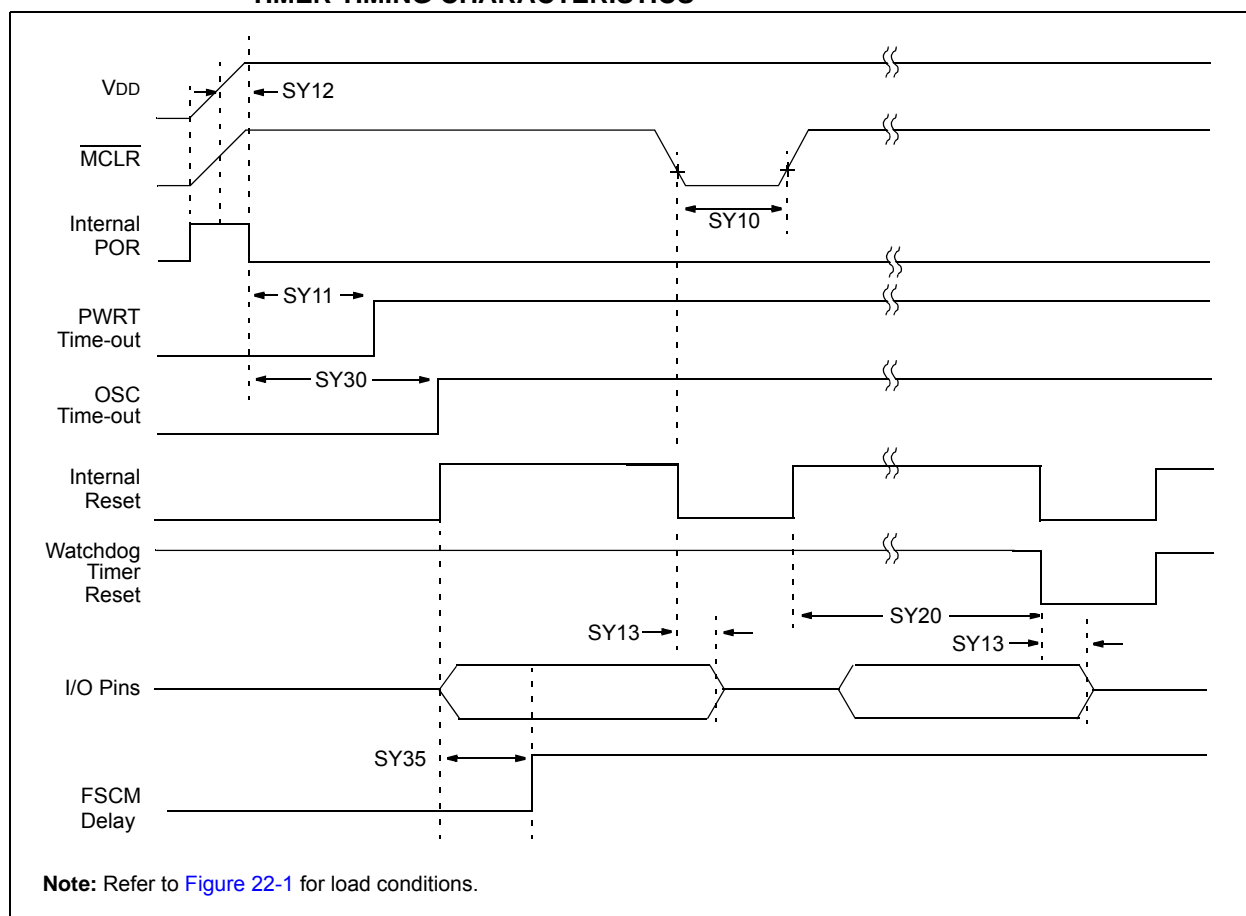 TIMER TIMING CHARACTERISTICS
VDD
SY12
MCLR
SY10
Internal
POR
SY11
PWRT
Time-out
SY30
OSC
Time-out
Internal
Reset
Watchdog
Timer
Reset
SY20
SY13
SY13
I/O Pins
SY35
FSCM
Delay
Note: Refer to Figure 22-1 for load conditions.